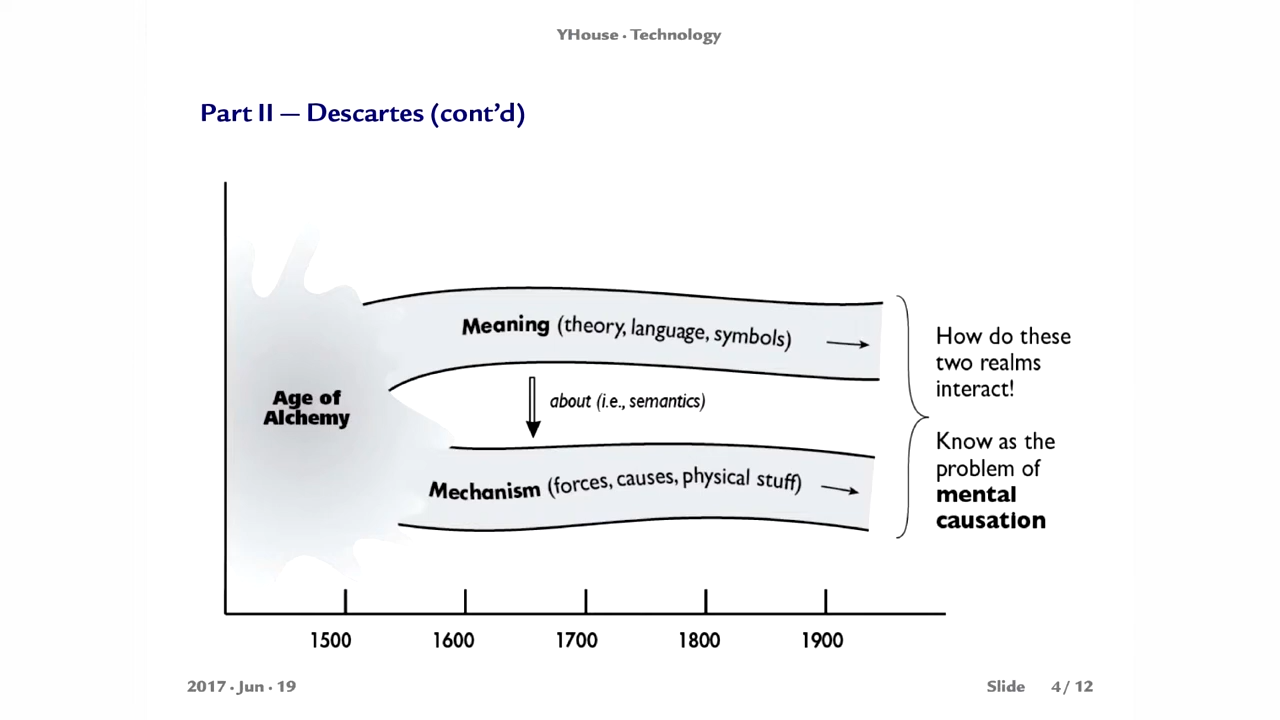 YHouse · Technology
Part II — Descartes (cont’d)
Meaning (theory, language, symbols)
about (i.e., semantics)
Age of
Alchemy
Mechanism (forces, causes, physical stuff)
How do these
two realms
interact!
Know as the
problem of
mental
causation
1500 1600 1700 1800 1900
2017 · Jun · 19
Slide 4 / 12